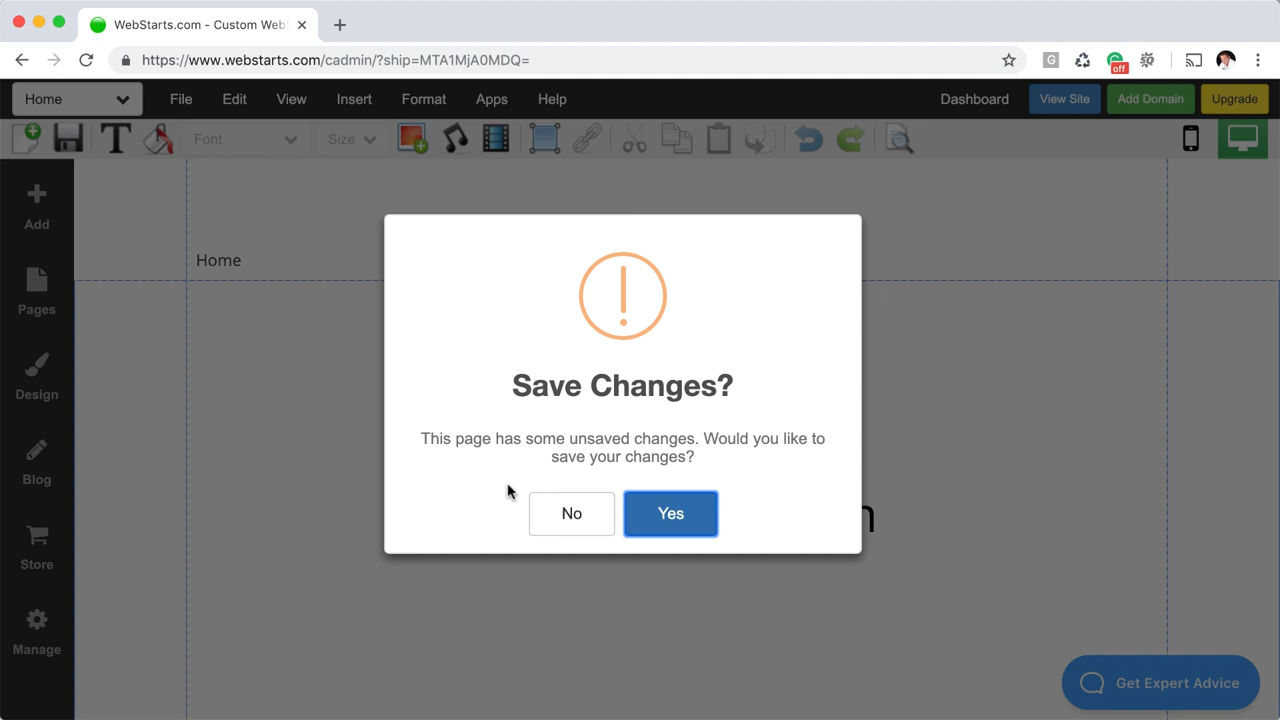 WebStarts.com - Custom Web
https://www.webstarts.com/cadmin/?ship=MTA1MjA0MDQ=
G
off
Home File Edit View Insert Format Apps Help Dashboard View Site Add Domain Upgrade
T Font Size
Add
Pages
Design
Blog
Store
Manage
Home
Save Changes?
This page has some unsaved changes. Would you like to
save your changes?
No Yes
Get Expert Advice